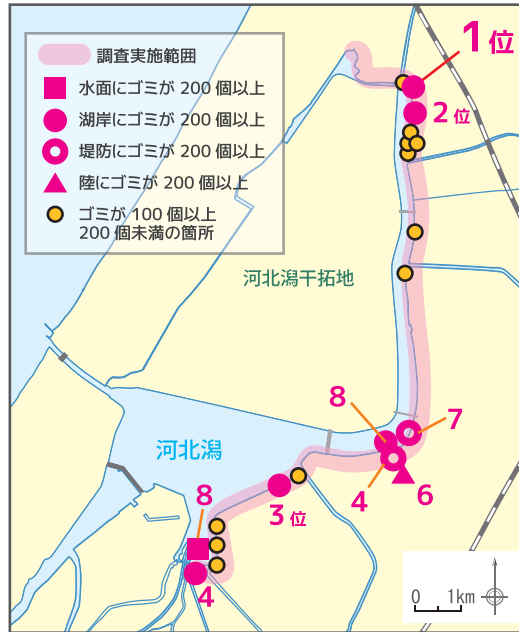 調査実施範囲
水面にゴミが 200 個以上
湖岸にゴミが 200 個以上
堤防にゴミが 200 個以上
陸にゴミが 200 個以上
ゴミが 100 個以上
200 個未満の箇所
1位
2位
河北潟干拓地
8
7
河北潟
4
6
8
3位
4
0 1km